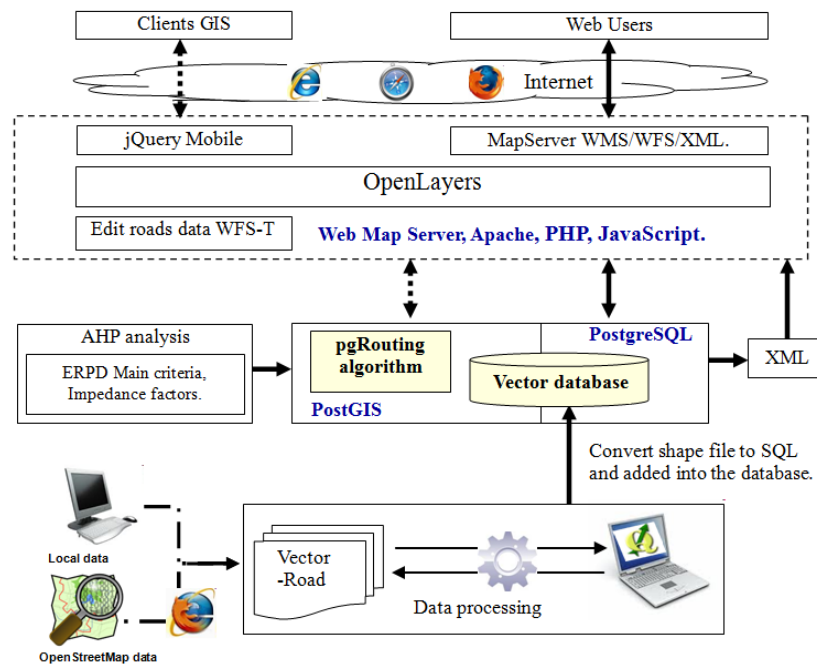 Clients GIS
Web Users
Internet
jQuery Mobile
MapServer WMS/WFS/XML.
OpenLayers
Edit roads data WFS-T
Web Map Server, Apache, PHP, JavaScript.
AHP analysis
ERPD Main criteria,
Impedance factors.
pgRouting
algorithm
PostGIS
PostgreSQL
Vector database
XML
Convert shape file to SQL
and added into the database.
Local data
OpenStreetMap data
Vector
-Road
Data processing